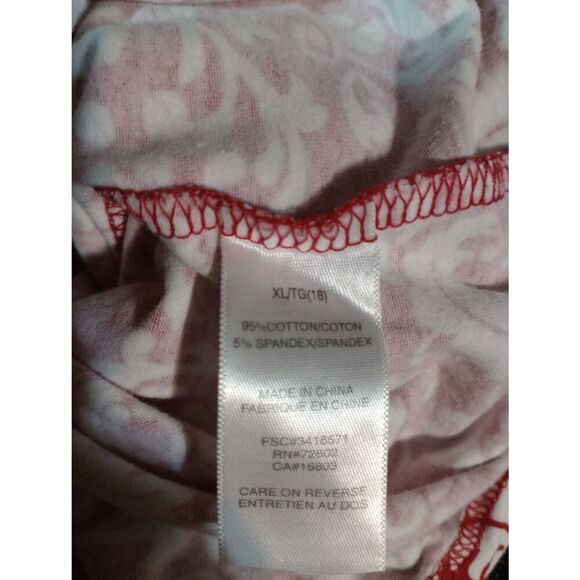 XL/TG(18)
95%COTTON/COTON
5% SPANDEX/SPANDEX
MADE IN CHINA
FABRIQUE EN CHINE
FSC#3416571
RN#72602
CA#16803
CARE ON REVERSE
ENTRETIEN AU DOS